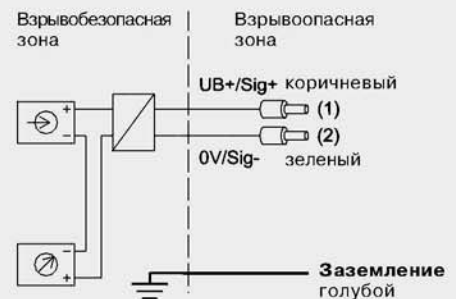 Взрывобезопасная
зона
Взрывоопасная
зона
UB+/Sig+ коричневый
(1)
(2)
0V/Sig- зеленый
+
−
−
+
Заземление
голубой